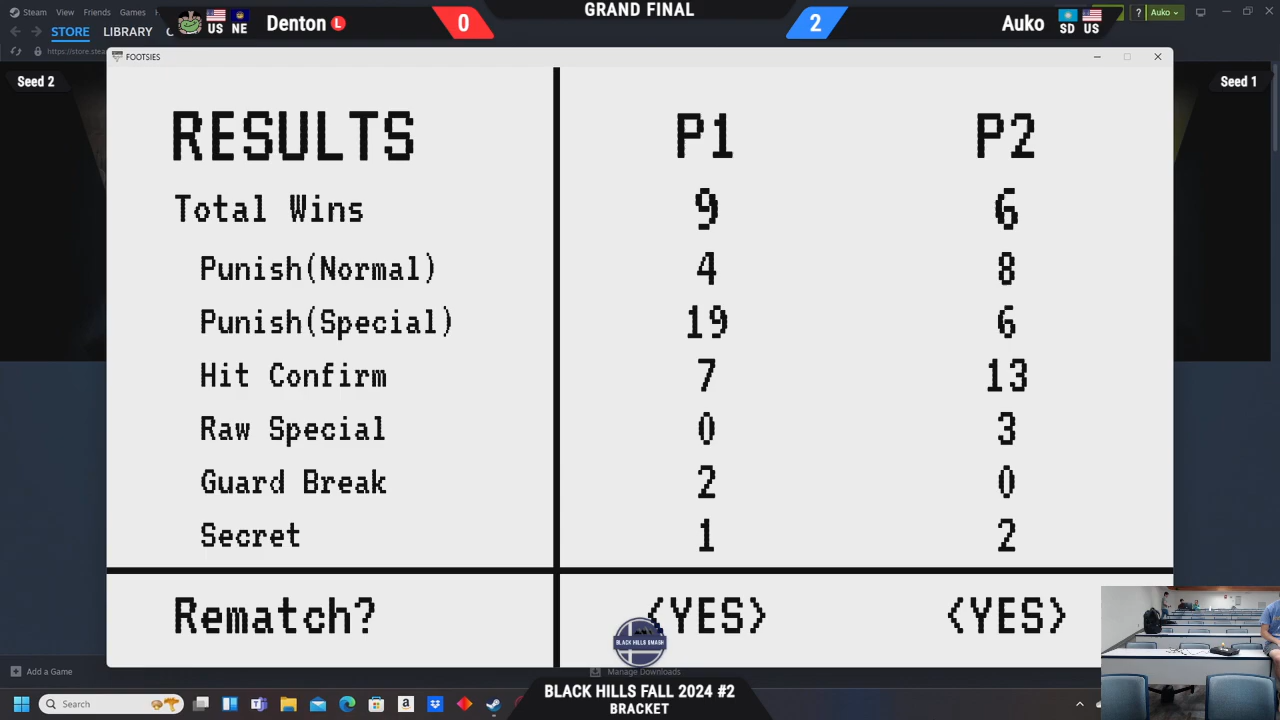 Steam View Friends Games
STORE LIBRARY
https://store.stea
US NE Denton L 0 GRAND FINAL 2 Auko SD US
? Auko
Seed 2
Seed 1
FOOTSIES
RESULTS P1 P2
Total Wins 9 6
Punish(Normal) 4 8
Punish(Special) 19 6
Hit Confirm 7 13
Raw Special 0 3
Guard Break 2 0
Secret 1 2
Rematch? <YES> <YES>
BLACK HILLS SMASH
Add a Game
Manage Downloads
BLACK HILLS FALL 2024 #2
BRACKET
Search